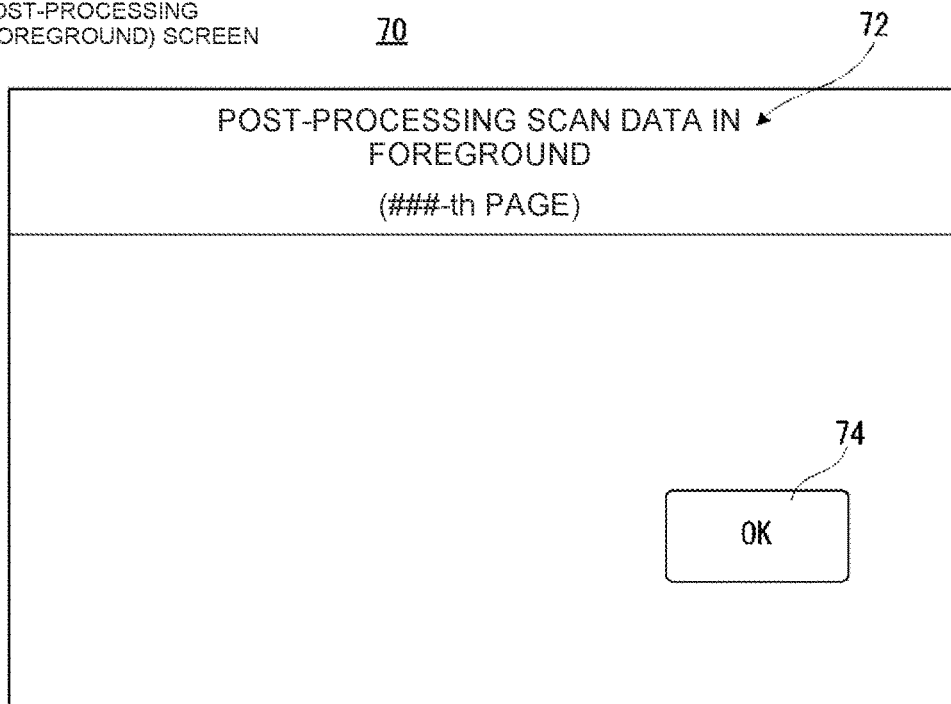 OST-PROCESSING
OREGROUND) SCREEN
70
72
POST-PROCESSING SCAN DATA IN
FOREGROUND
(###-th PAGE)
74
OK